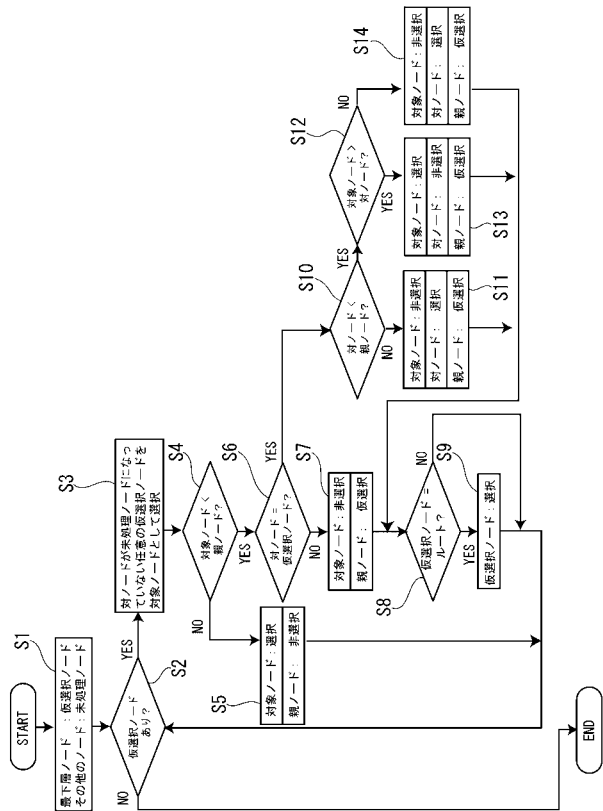 START
S1
最下層ノード：仮選択ノード
その他のノード：未処理ノード
S2
仮選択ノード
あり？
YES
NO
S3
対ノードが未処理ノードになっ
ていない任意の仮選択ノードを
対象ノードとして選択
S4
対象ノード＜
親ノード？
YES
NO
S5
対象ノード：選択
親ノード： 非選択
S6
対ノード＝
仮選択ノード？
YES
NO
S7
対象ノード：非選択
親ノード： 仮選択
S8
仮選択ノード＝
ルート？
NO
YES
S9
仮選択ノード：選択
S10
対ノード＜
親ノード？
YES
NO
S11
対象ノード：非選択
対ノード： 選択
親ノード： 仮選択
S12
対象ノード＞
対ノード？
NO
YES
S13
対象ノード：選択
対ノード： 非選択
親ノード： 仮選択
S14
対象ノード：非選択
対ノード： 選択
親ノード： 仮選択
END